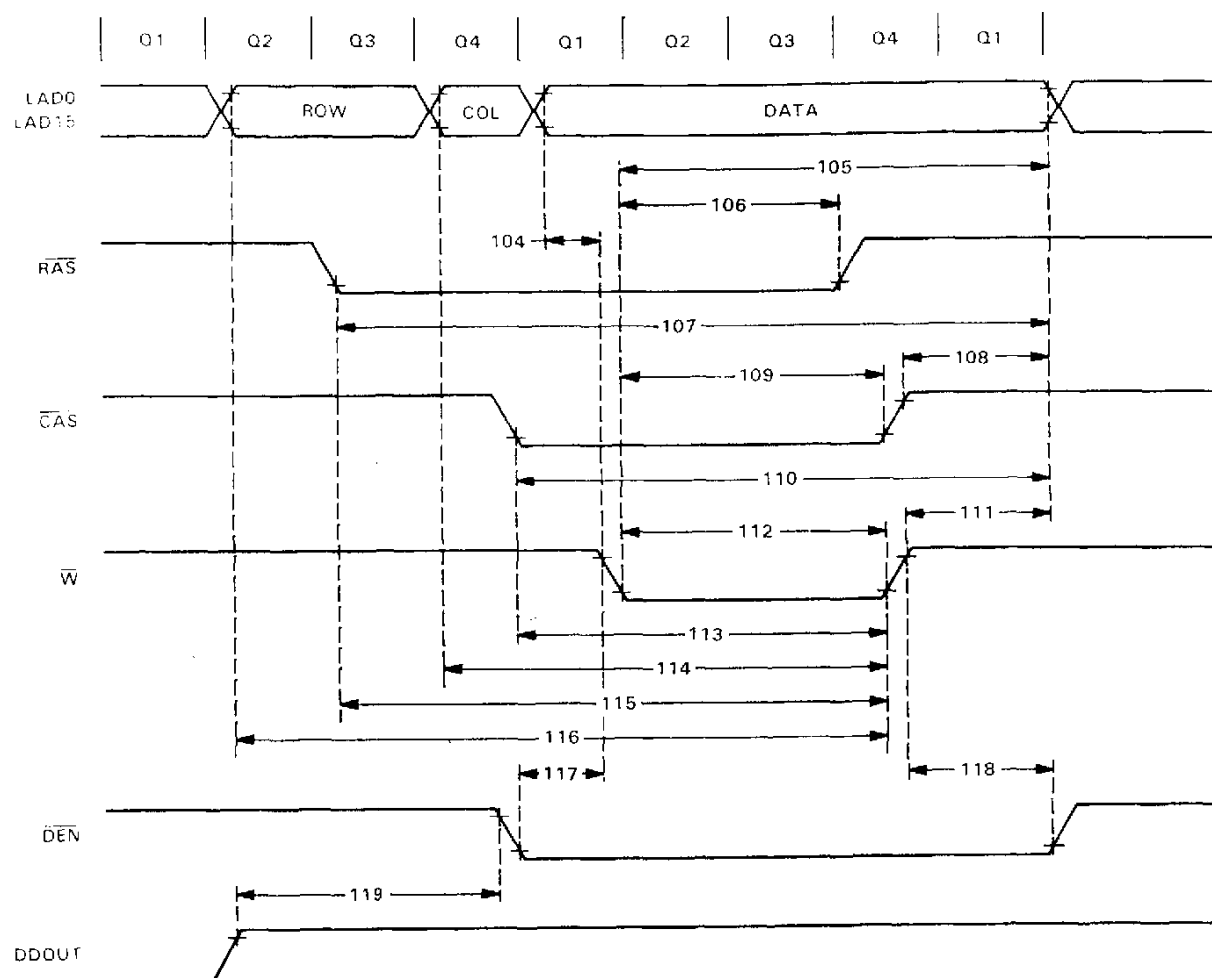 Q1 Q2 Q3 Q4 Q1 Q2 Q3 Q4 Q1
LAD0
LAD15
ROW COL DATA
105
106
104
RAS
107
108
109
CAS
110
111
112
W
113
114
115
116
117 118
DEN
119
DDOUT